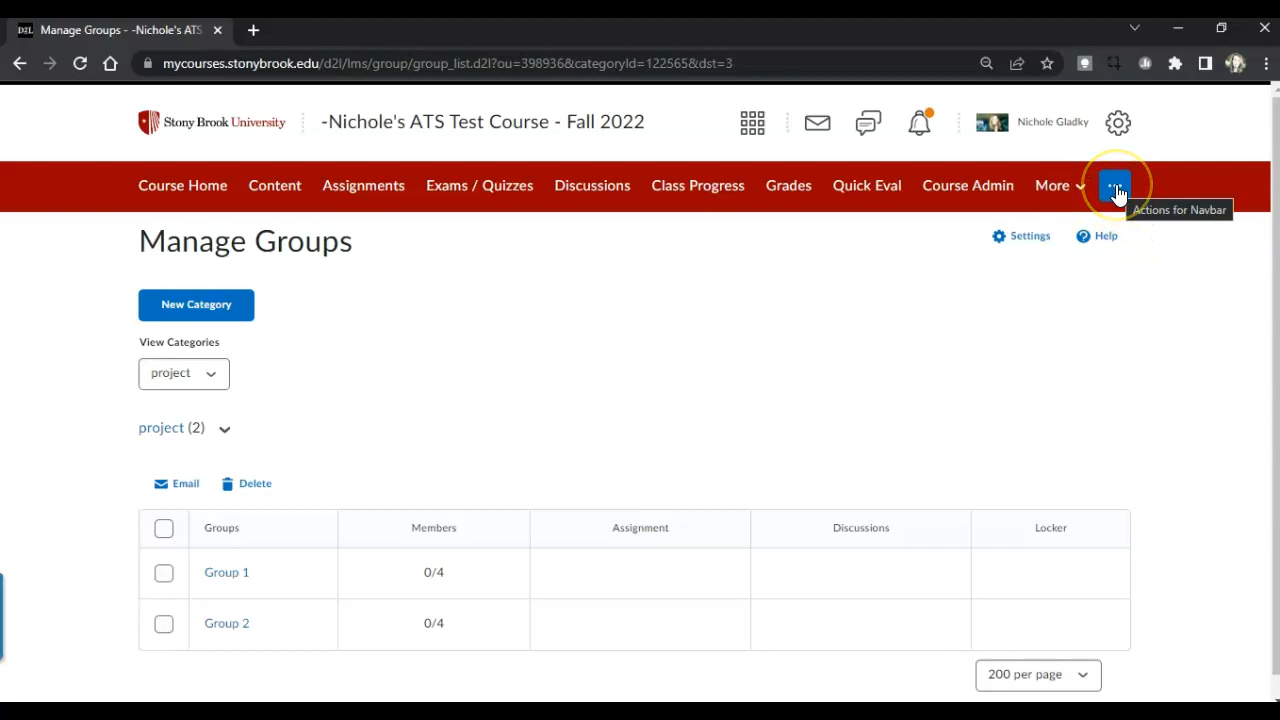 D2L Manage Groups - -Nichole's ATS
mycourses.stonybrook.edu/d2l/lms/group/group_list.d2l?ou=398936&categoryId=122565&dst=3
Stony Brook University -Nichole's ATS Test Course - Fall 2022 Nichole Gladky
Course Home Content Assignments Exams / Quizzes Discussions Class Progress Grades Quick Eval Course Admin More ...
Actions for Navbar
Manage Groups Settings Help
New Category
View Categories
project
project (2)
Email Delete
Groups Members Assignment Discussions Locker
Group 1 0/4
Group 2 0/4
200 per page